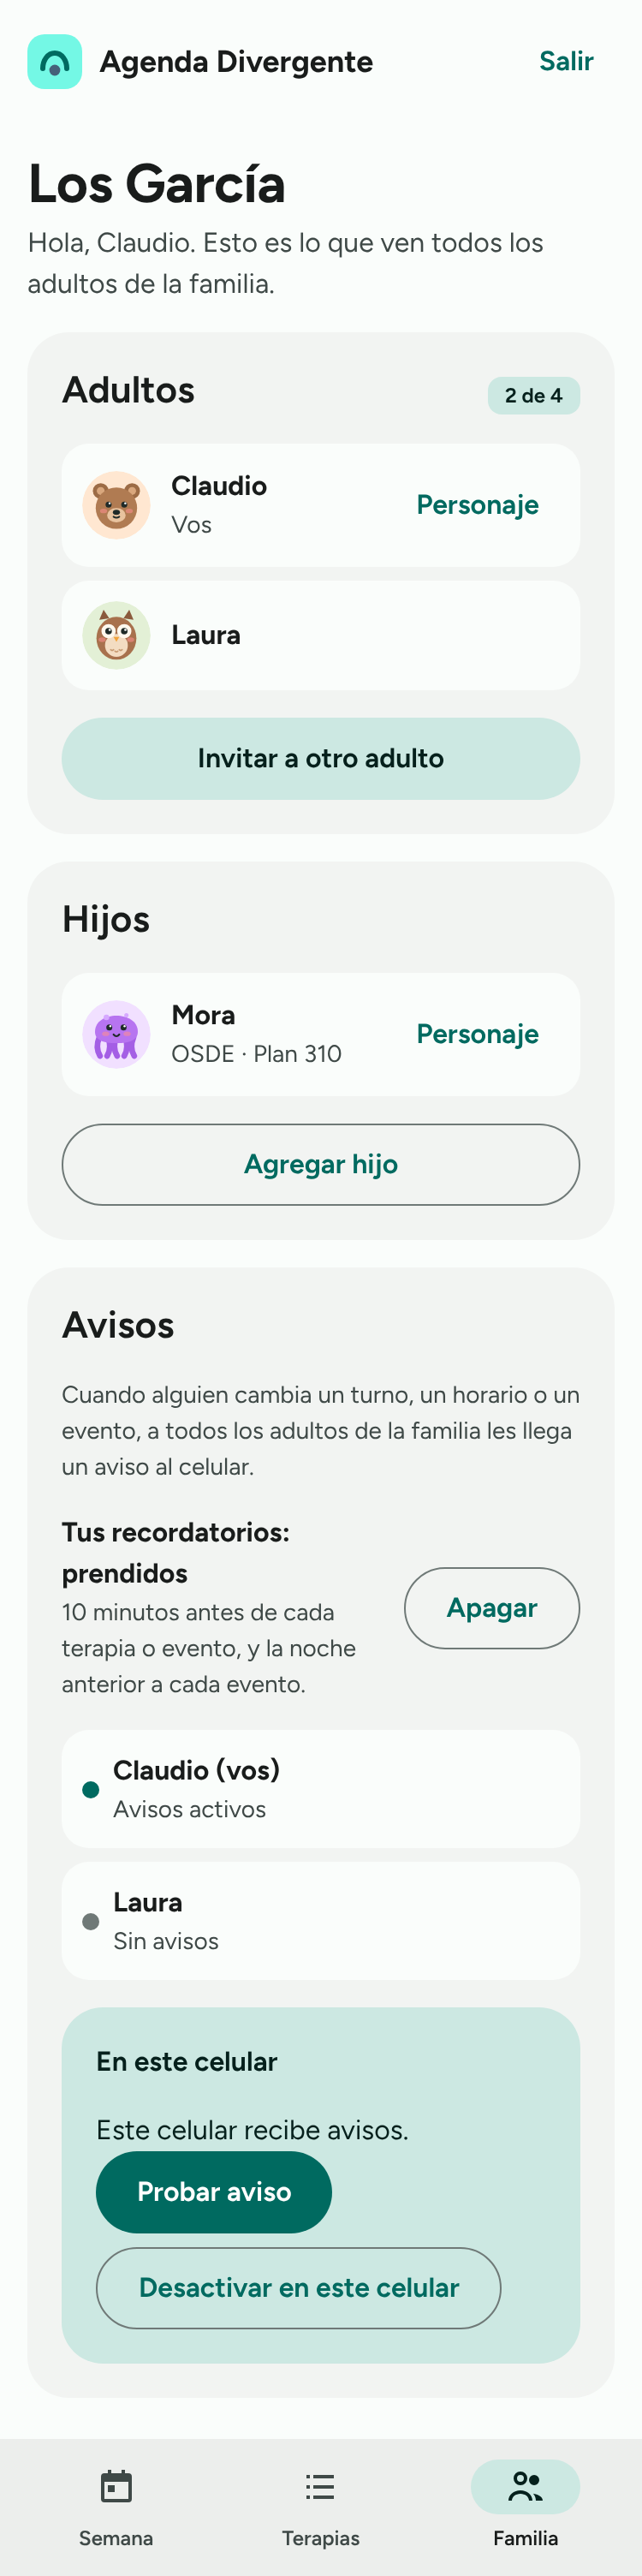 Agenda Divergente
Salir
Los García
Hola, Claudio. Esto es lo que ven todos los
adultos de la familia.
Adultos
2 de 4
Claudio
Vos
Personaje
Laura
Invitar a otro adulto
Hijos
Mora
OSDE · Plan 310
Personaje
Agregar hijo
Avisos
Cuando alguien cambia un turno, un horario o un
evento, a todos los adultos de la familia les llega
un aviso al celular.
Tus recordatorios:
prendidos
10 minutos antes de cada
terapia o evento, y la noche
anterior a cada evento.
Apagar
Claudio (vos)
Avisos activos
Laura
Sin avisos
En este celular
Este celular recibe avisos.
Probar aviso
Desactivar en este celular
Semana
Terapias
Familia